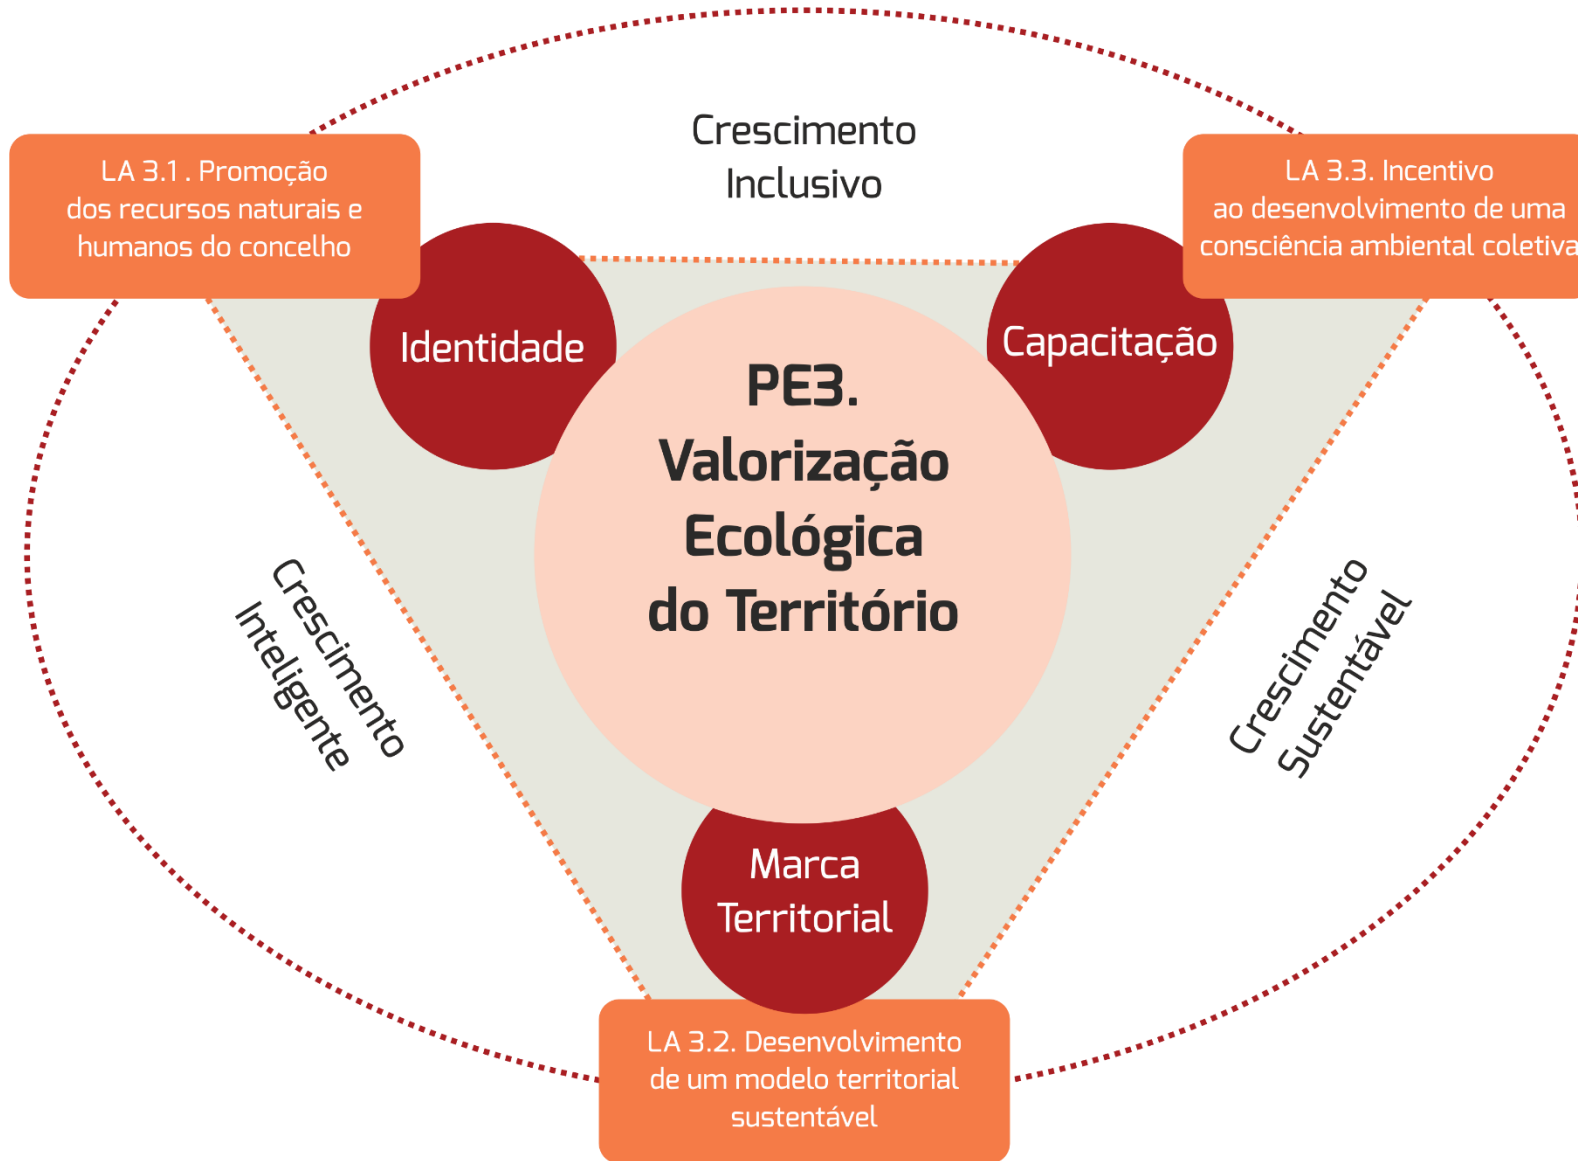 Crescimento
Inclusivo
LA 3.1. Promoção
dos recursos naturais e
humanos do concelho
LA 3.3. Incentivo
ao desenvolvimento de uma
consciência ambiental coletiva
Identidade
Capacitação
PE3.
Valorização
Ecológica
do Território
Crescimento
Inteligente
Crescimento
Sustentável
Marca
Territorial
LA 3.2. Desenvolvimento
de um modelo territorial
sustentável